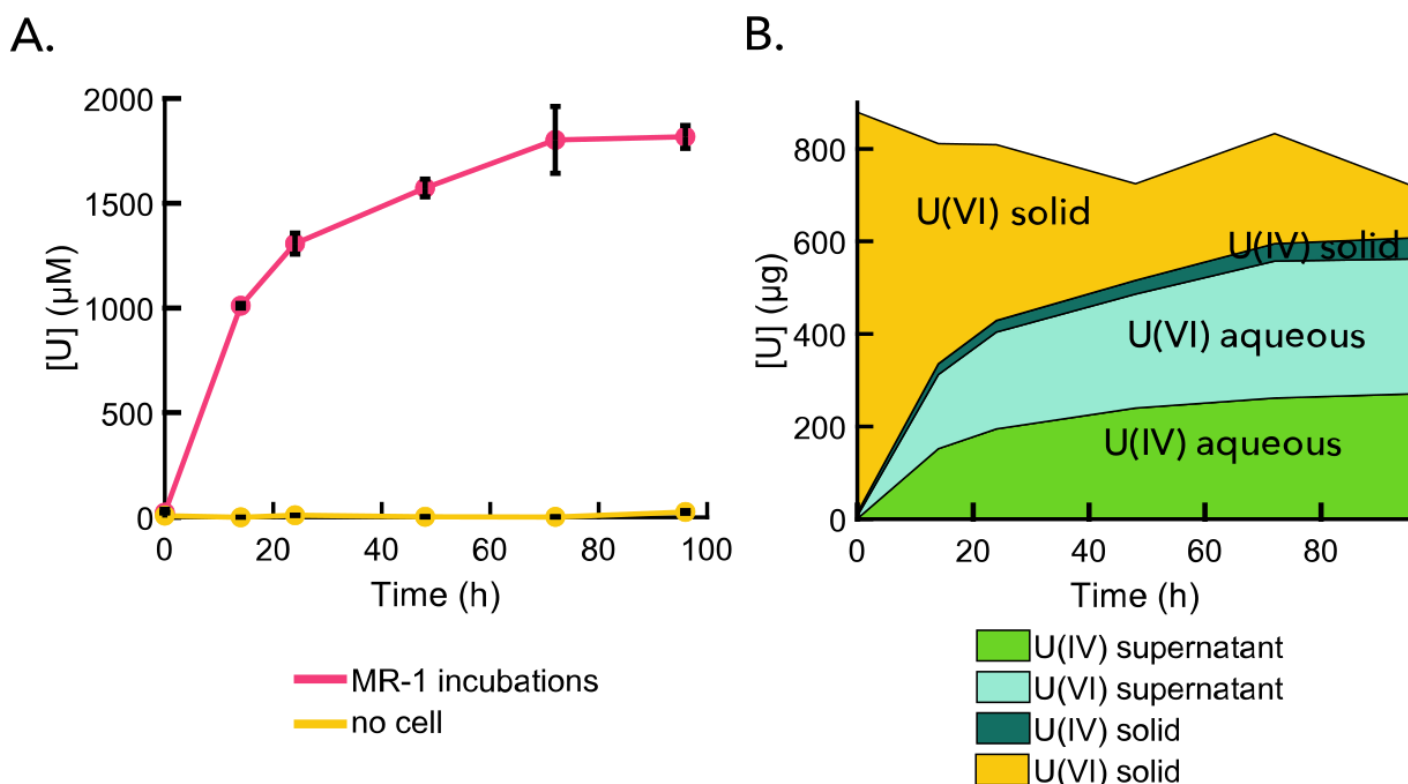 A.
[U] (μM)
2000
1500
1000
500
0
0 20 40 60 80 100
Time (h)
MR-1 incubations
no cell
B.
[U] (μg)
800
600
400
200
0
U(VI) solid
U(IV) solid
U(VI) aqueous
U(IV) aqueous
0 20 40 60 80
Time (h)
U(IV) supernatant
U(VI) supernatant
U(IV) solid
U(VI) solid